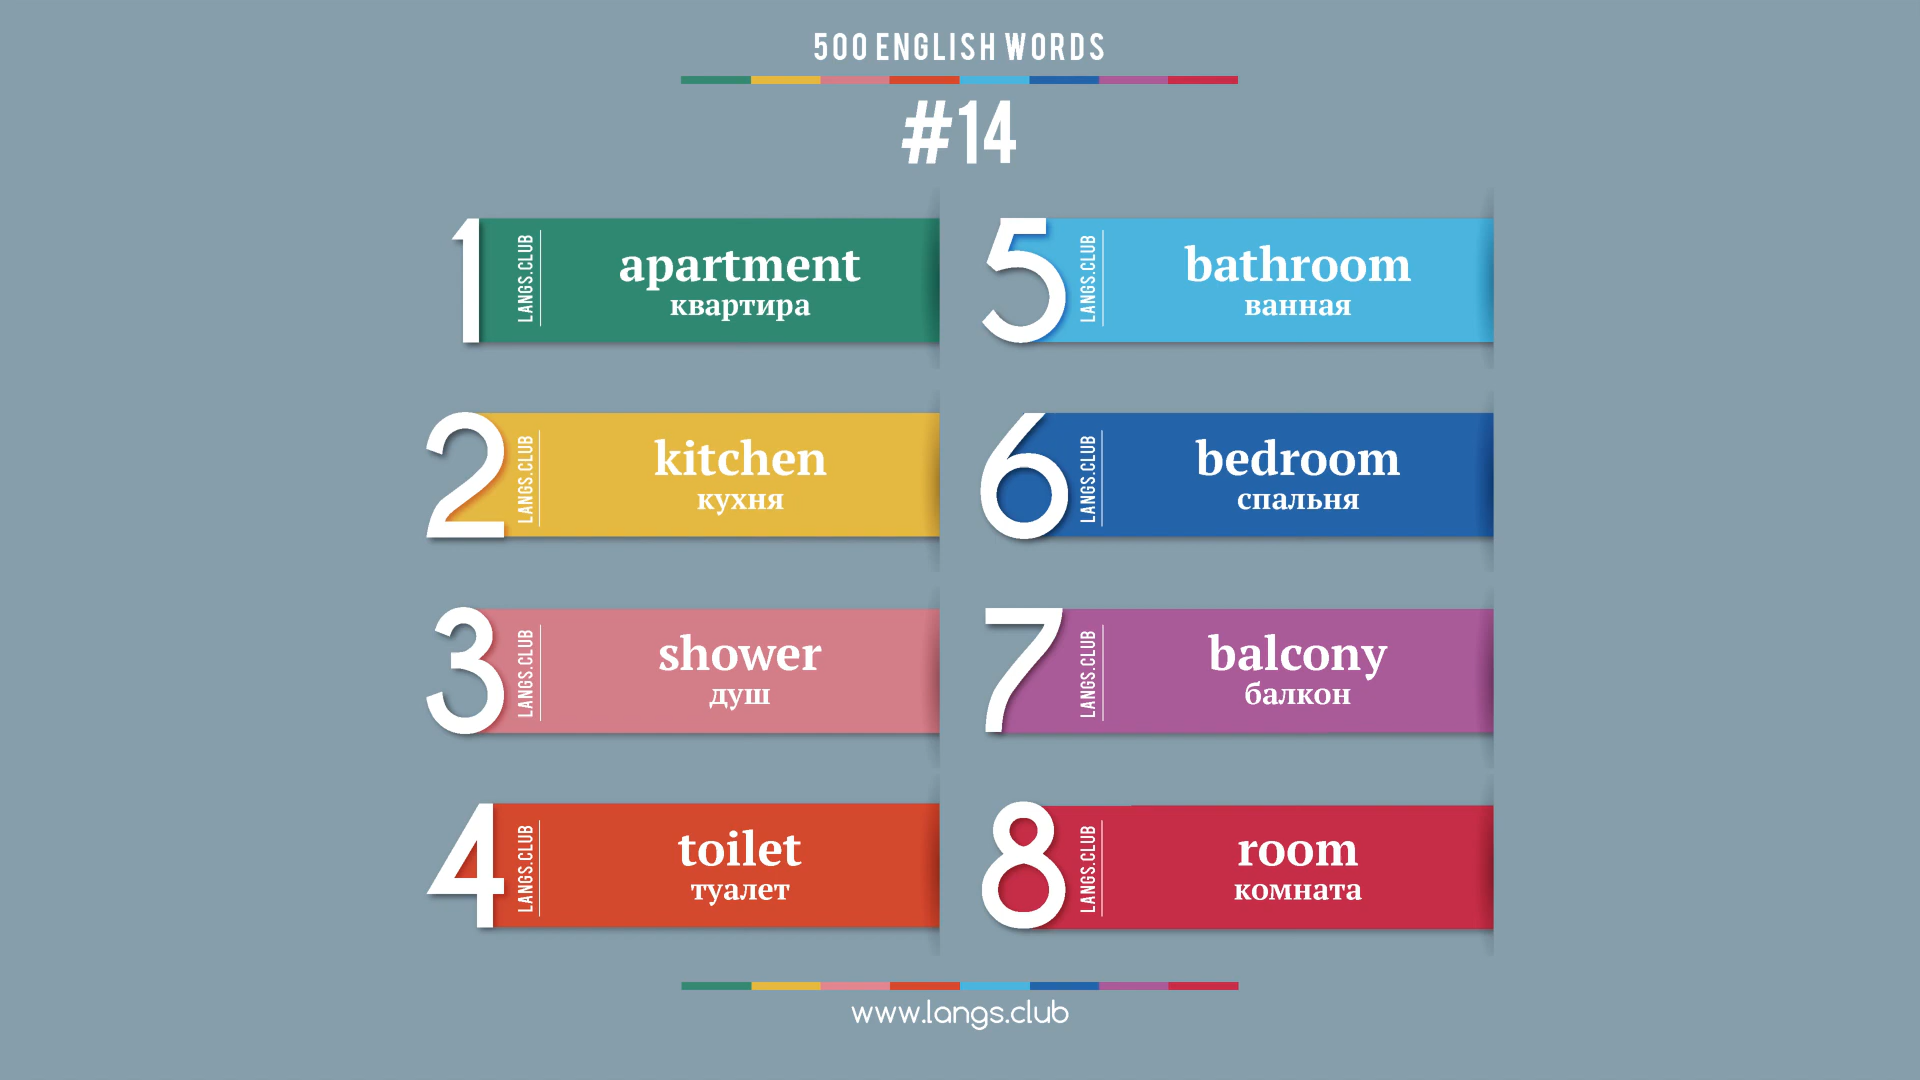 500 ENGLISH WORDS
#14
1
LANGS.CLUB
apartment
квартира
2
LANGS.CLUB
kitchen
кухня
3
LANGS.CLUB
shower
душ
4
LANGS.CLUB
toilet
туалет
5
LANGS.CLUB
bathroom
ванная
6
LANGS.CLUB
bedroom
спальня
7
LANGS.CLUB
balcony
балкон
8
LANGS.CLUB
room
комната
www.langs.club